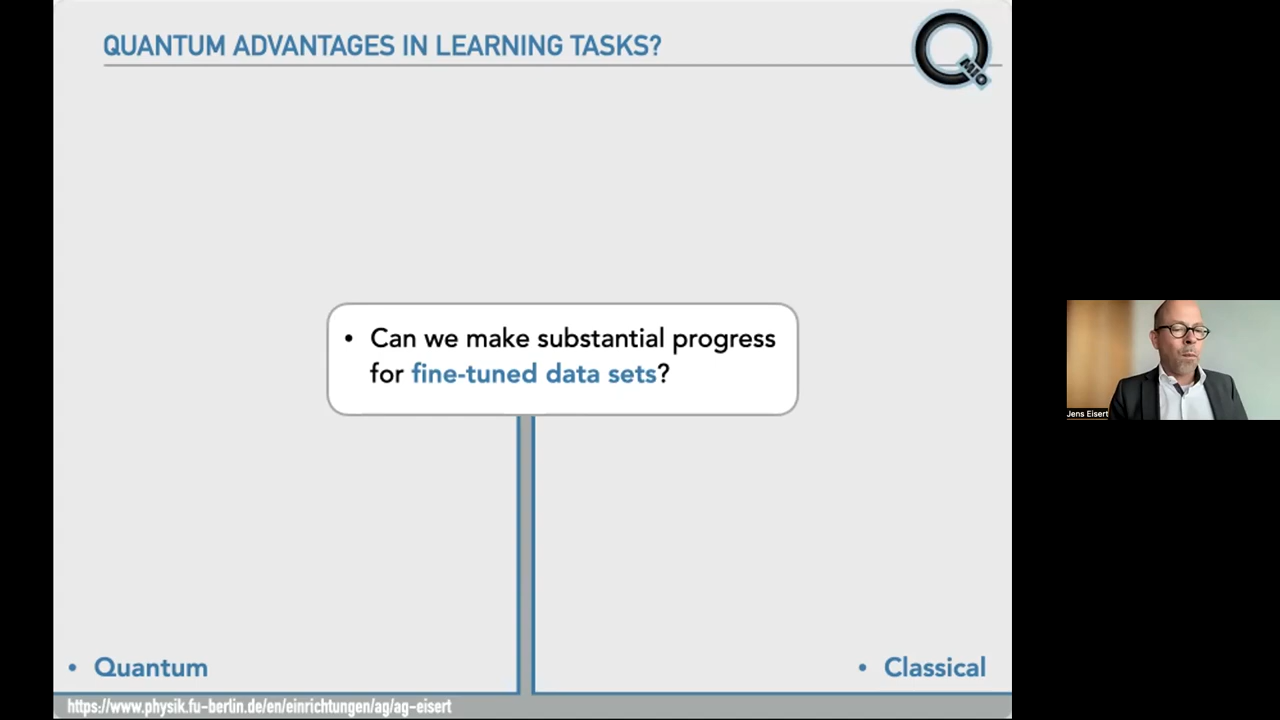 QUANTUM ADVANTAGES IN LEARNING TASKS?
MIO
• Can we make substantial progress
for fine-tuned data sets?
Jens Eisert
• Quantum
• Classical
https://www.physik.fu-berlin.de/en/einrichtungen/ag/ag-eisert